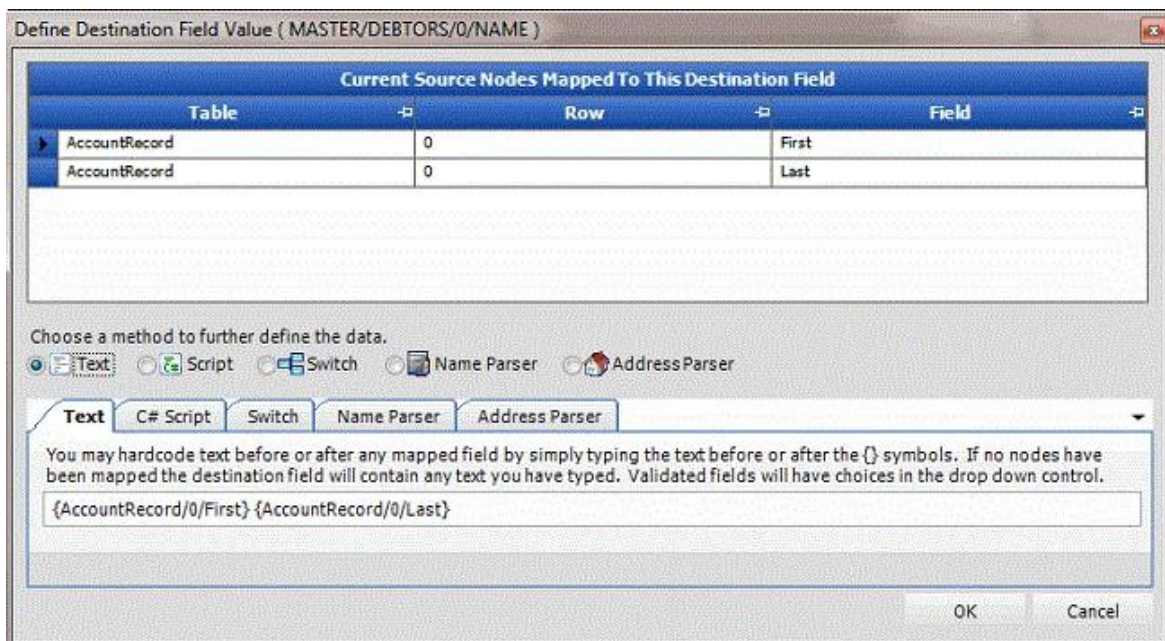 Define Destination Field Value ( MASTER/DEBTORS/0/NAME )
Current Source Nodes Mapped To This Destination Field
Table Row Field
AccountRecord 0 First
AccountRecord 0 Last
Choose a method to further define the data.
Text Script Switch Name Parser Address Parser
Text C# Script Switch Name Parser Address Parser
You may hardcode text before or after any mapped field by simply typing the text before or after the {} symbols. If no nodes have
been mapped the destination field will contain any text you have typed. Validated fields will have choices in the drop down control.
{AccountRecord/0/First} {AccountRecord/0/Last}
OK Cancel